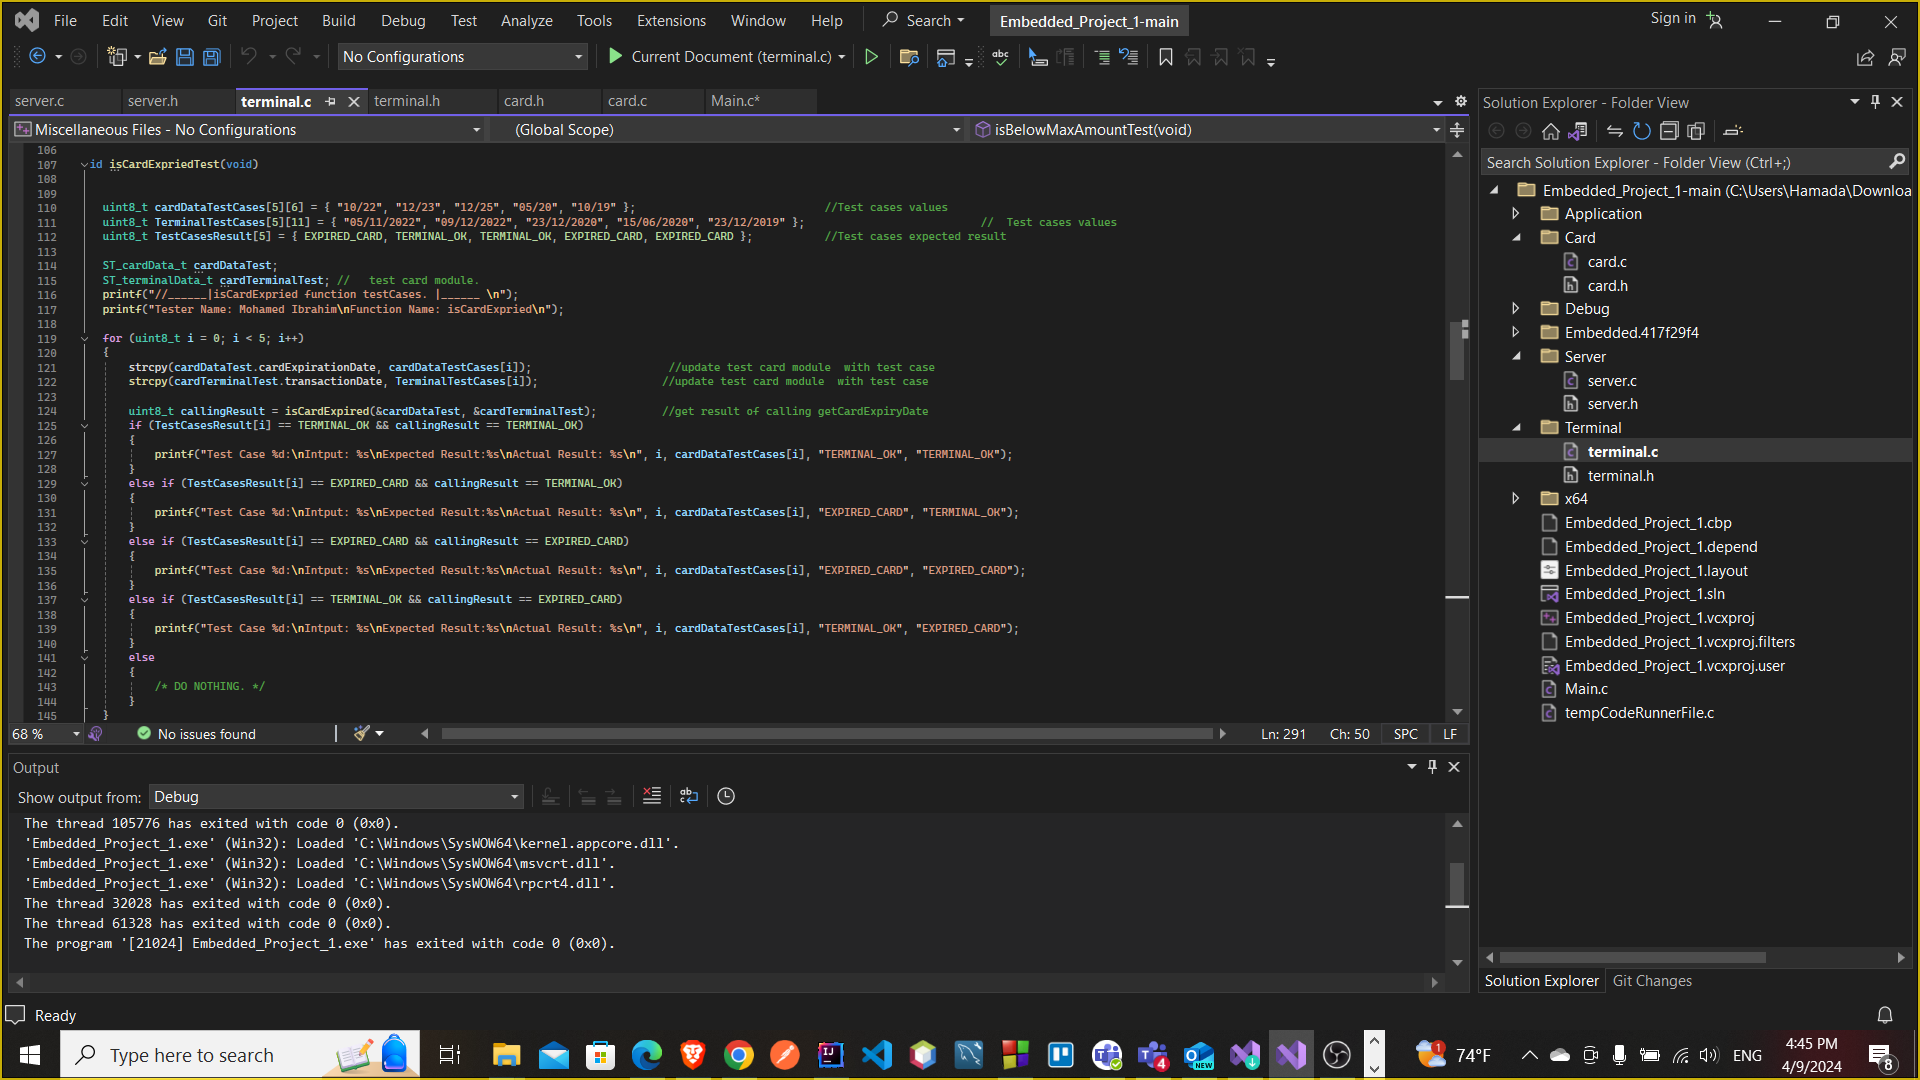 File Edit View Git Project Build Debug Test Analyze Tools Extensions Window Help Search Embedded_Project_1-main Sign in
No Configurations Current Document (terminal.c)
server.c server.h terminal.c terminal.h card.h card.c Main.c*
Miscellaneous Files - No Configurations (Global Scope) isBelowMaxAmountTest(void)
106
107 id isCardExpriedTest(void)
108
109
110 uint8_t cardDataTestCases[5][6] = { "10/22", "12/23", "12/25", "05/20", "10/19" }; //Test cases values
111 uint8_t TerminalTestCases[5][11] = { "05/11/2022", "09/12/2022", "23/12/2020", "15/06/2020", "23/12/2019" }; // Test cases values
112 uint8_t TestCasesResult[5] = { EXPIRED_CARD, TERMINAL_OK, TERMINAL_OK, EXPIRED_CARD, EXPIRED_CARD }; //Test cases expected result
113
114 ST_cardData_t cardDataTest;
115 ST_terminalData_t cardTerminalTest; // test card module.
116 printf("//______|isCardExpried function testCases. |______ \n");
117 printf("Tester Name: Mohamed Ibrahim\nFunction Name: isCardExpried\n");
118
119 for (uint8_t i = 0; i < 5; i++)
120 {
121 strcpy(cardDataTest.cardExpirationDate, cardDataTestCases[i]); //update test card module with test case
122 strcpy(cardTerminalTest.transactionDate, TerminalTestCases[i]); //update test card module with test case
123
124 uint8_t callingResult = isCardExpired(&cardDataTest, &cardTerminalTest); //get result of calling getCardExpiryDate
125 if (TestCasesResult[i] == TERMINAL_OK && callingResult == TERMINAL_OK)
126 {
127 printf("Test Case %d:\nIntput: %s\nExpected Result:%s\nActual Result: %s\n", i, cardDataTestCases[i], "TERMINAL_OK", "TERMINAL_OK");
128 }
129 else if (TestCasesResult[i] == EXPIRED_CARD && callingResult == TERMINAL_OK)
130 {
131 printf("Test Case %d:\nIntput: %s\nExpected Result:%s\nActual Result: %s\n", i, cardDataTestCases[i], "EXPIRED_CARD", "TERMINAL_OK");
132 }
133 else if (TestCasesResult[i] == EXPIRED_CARD && callingResult == EXPIRED_CARD)
134 {
135 printf("Test Case %d:\nIntput: %s\nExpected Result:%s\nActual Result: %s\n", i, cardDataTestCases[i], "EXPIRED_CARD", "EXPIRED_CARD");
136 }
137 else if (TestCasesResult[i] == TERMINAL_OK && callingResult == EXPIRED_CARD)
138 {
139 printf("Test Case %d:\nIntput: %s\nExpected Result:%s\nActual Result: %s\n", i, cardDataTestCases[i], "TERMINAL_OK", "EXPIRED_CARD");
140 }
141 else
142 {
143 /* DO NOTHING. */
144 }
145 }
68 % No issues found Ln: 291 Ch: 50 SPC LF
Output
Show output from: Debug
The thread 105776 has exited with code 0 (0x0).
'Embedded_Project_1.exe' (Win32): Loaded 'C:\Windows\SysWOW64\kernel.appcore.dll'.
'Embedded_Project_1.exe' (Win32): Loaded 'C:\Windows\SysWOW64\msvcrt.dll'.
'Embedded_Project_1.exe' (Win32): Loaded 'C:\Windows\SysWOW64\rpcrt4.dll'.
The thread 32028 has exited with code 0 (0x0).
The thread 61328 has exited with code 0 (0x0).
The program '[21024] Embedded_Project_1.exe' has exited with code 0 (0x0).
Solution Explorer - Folder View
Search Solution Explorer - Folder View (Ctrl+;)
Embedded_Project_1-main (C:\Users\Hamada\Downloa
Application
Card
card.c
card.h
Debug
Embedded.417f29f4
Server
server.c
server.h
Terminal
terminal.c
terminal.h
x64
Embedded_Project_1.cbp
Embedded_Project_1.depend
Embedded_Project_1.layout
Embedded_Project_1.sln
Embedded_Project_1.vcxproj
Embedded_Project_1.vcxproj.filters
Embedded_Project_1.vcxproj.user
Main.c
tempCodeRunnerFile.c
Solution Explorer Git Changes
Ready
Type here to search 74°F ENG 4:45 PM
4/9/2024 8